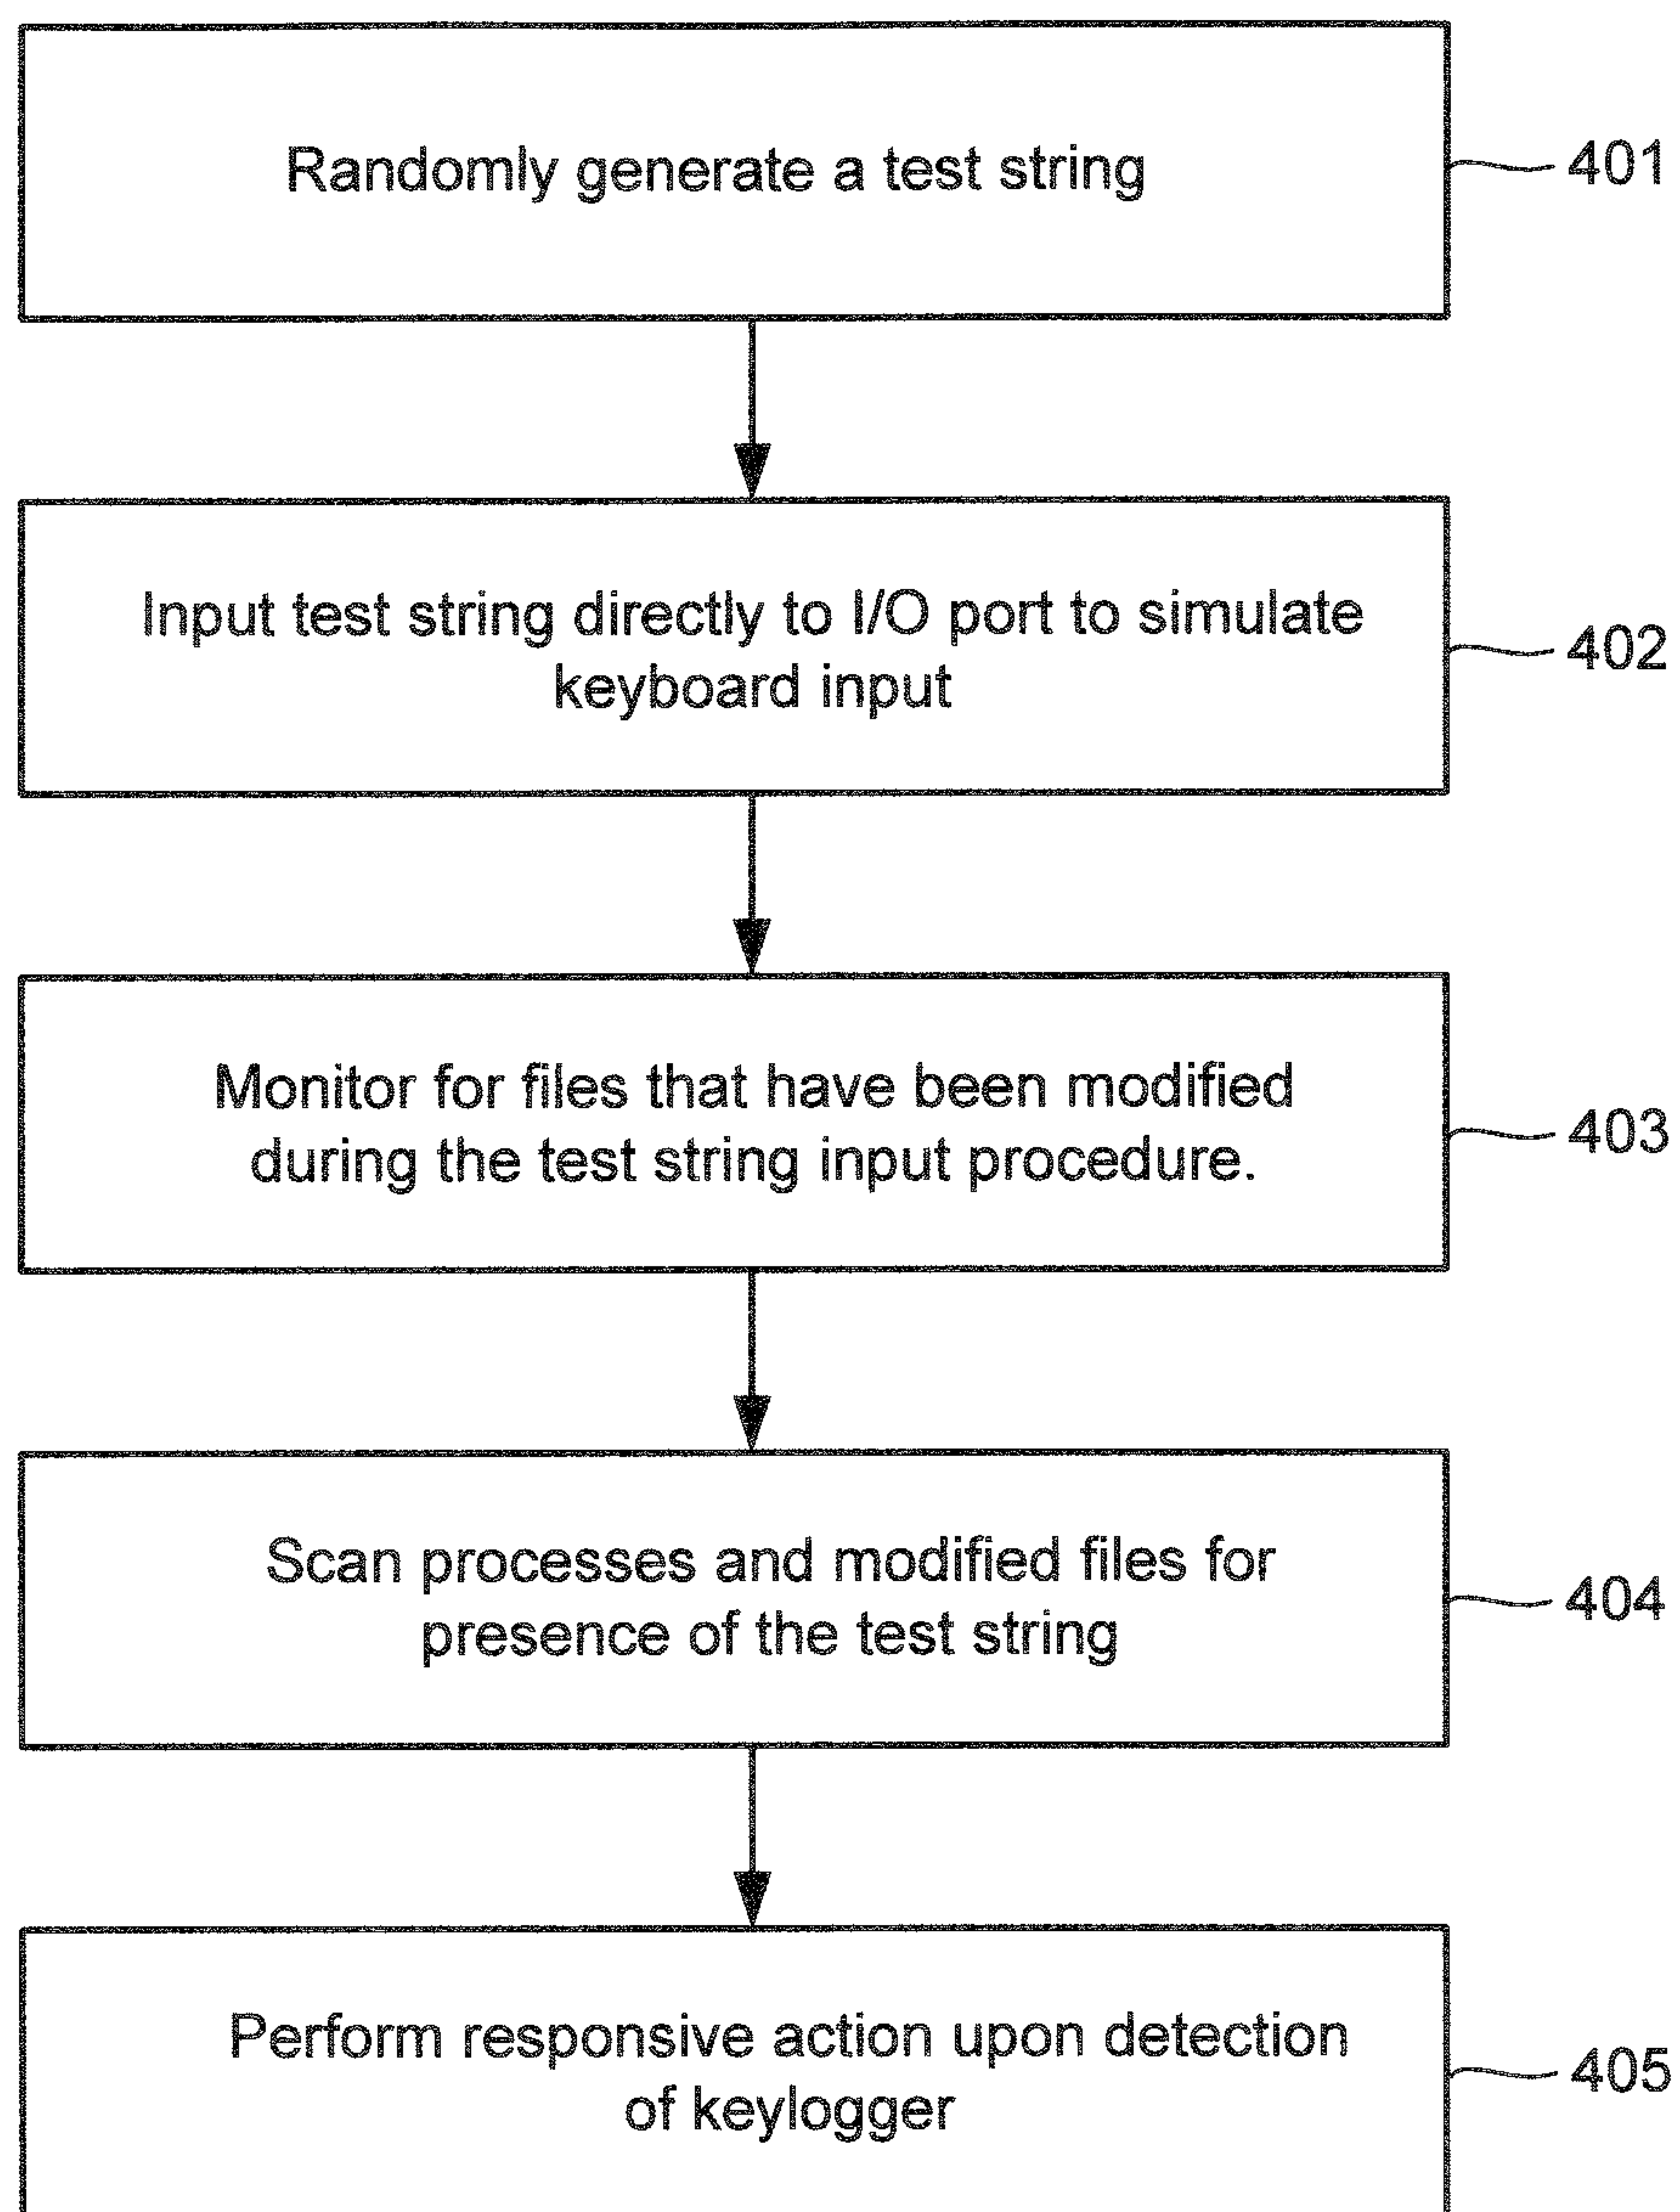 Randomly generate a test string
401
Input test string directly to I/O port to simulate
keyboard input
402
Monitor for files that have been modified
during the test string input procedure.
403
Scan processes and modified files for
presence of the test string
404
Perform responsive action upon detection
of keylogger
405